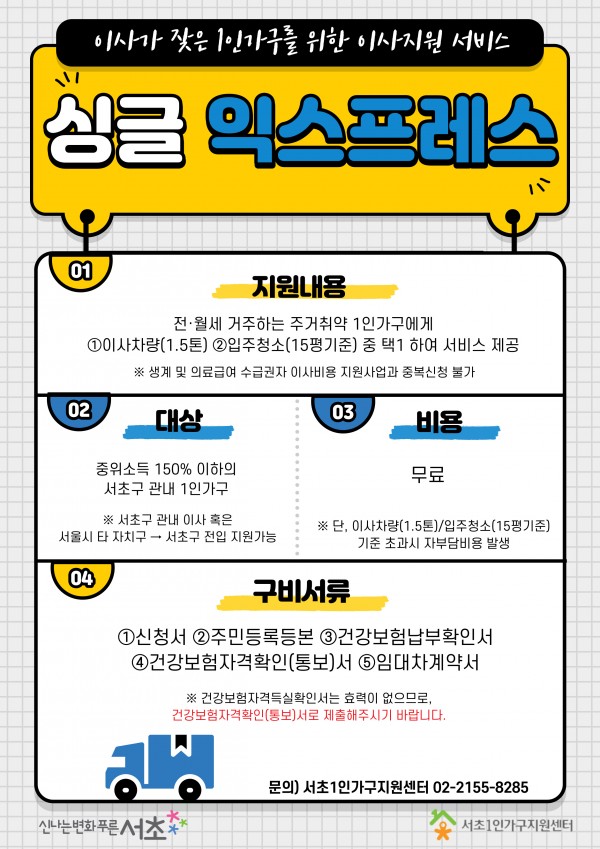 이사가 잦은 1인가구를 위한 이사지원 서비스
싱글 익스프레스
01
지원내용
전·월세 거주하는 주거취약 1인가구에게
①이사차량(1.5톤) ②입주청소(15평기준) 중 택1 하여 서비스 제공
※ 생계 및 의료급여 수급권자 이사비용 지원사업과 중복신청 불가
02
대상
중위소득 150% 이하의
서초구 관내 1인가구
※ 서초구 관내 이사 혹은
서울시 타 자치구 → 서초구 전입 지원가능
03
비용
무료
※ 단, 이사차량(1.5톤)/입주청소(15평기준)
기준 초과시 자부담비용 발생
04
구비서류
①신청서 ②주민등록등본 ③건강보험납부확인서
④건강보험자격확인(통보)서 ⑤임대차계약서
※ 건강보험자격득실확인서는 효력이 없으므로,
건강보험자격확인(통보)서로 제출해주시기 바랍니다.
문의) 서초1인가구지원센터 02-2155-8285
신나는 변화 푸른 서초
서초1인가구지원센터